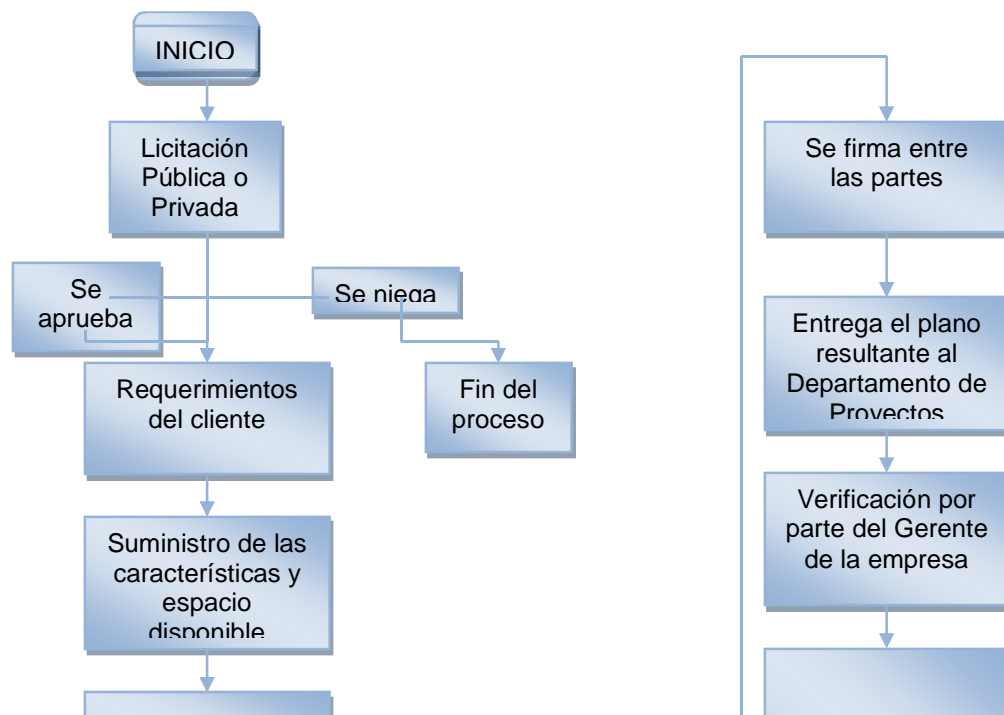 INICIO
Licitación
Pública o
Privada
Se
aprueba
Se niega
Requerimientos
del cliente
Fin del
proceso
Suministro de las
características y
espacio
disponible
Se firma entre
las partes
Entrega el plano
resultante al
Departamento de
Proyectos
Verificación por
parte del Gerente
de la empresa